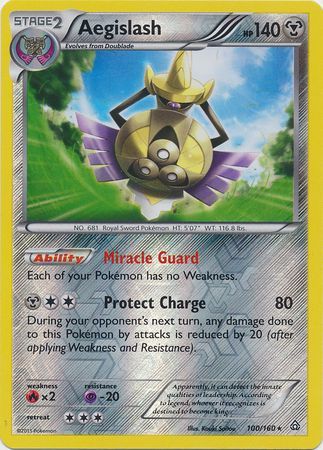 STAGE2
Aegislash
HP140
Evolves from Doublade
NO. 681 Royal Sword Pokémon HT: 5'07" WT: 116.8 lbs.
Ability Miracle Guard
Each of your Pokémon has no Weakness.
Protect Charge 80
During your opponent's next turn, any damage done
to this Pokémon by attacks is reduced by 20 (after
applying Weakness and Resistance).
weakness resistance
×2 -20
retreat
Apparently, it can detect the innate
qualities of leadership. According to
legend, whoever it recognizes is
destined to become king.
©2015 Pokémon
Illus. Kouki Saitou
100/160 ★